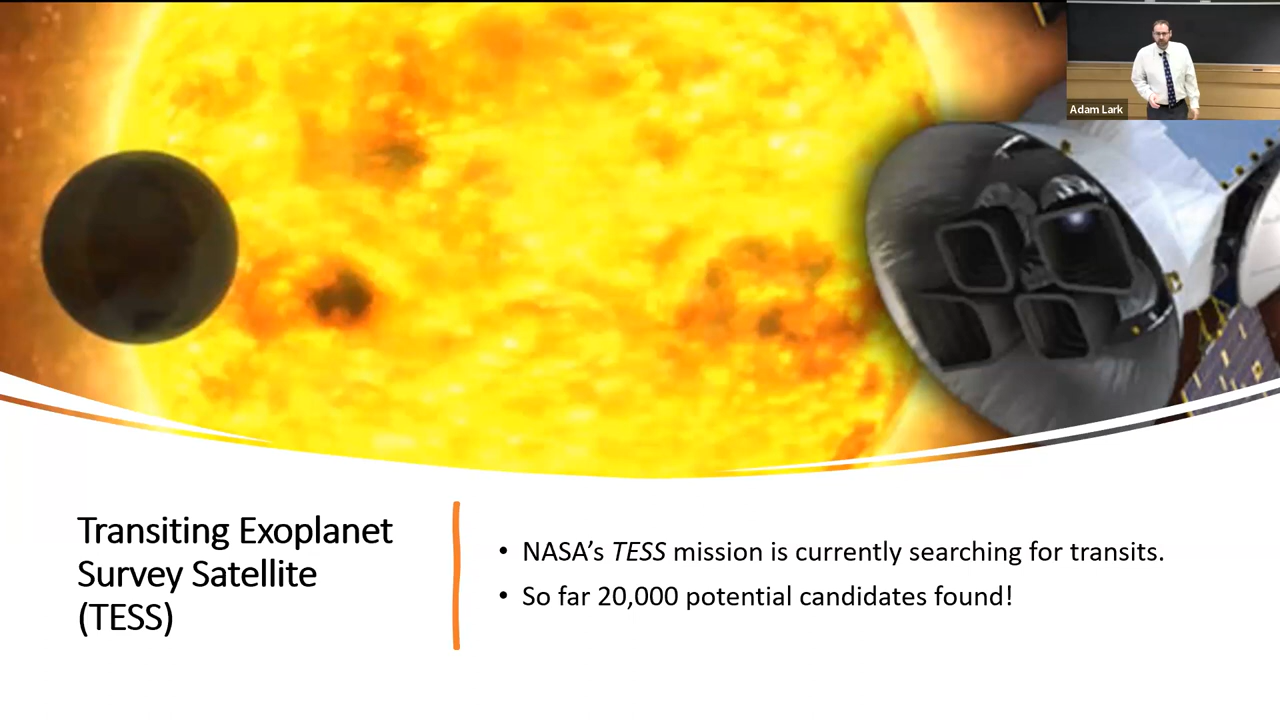 Adam Lark
Transiting Exoplanet
Survey Satellite
(TESS)
• NASA’s TESS mission is currently searching for transits.
• So far 20,000 potential candidates found!